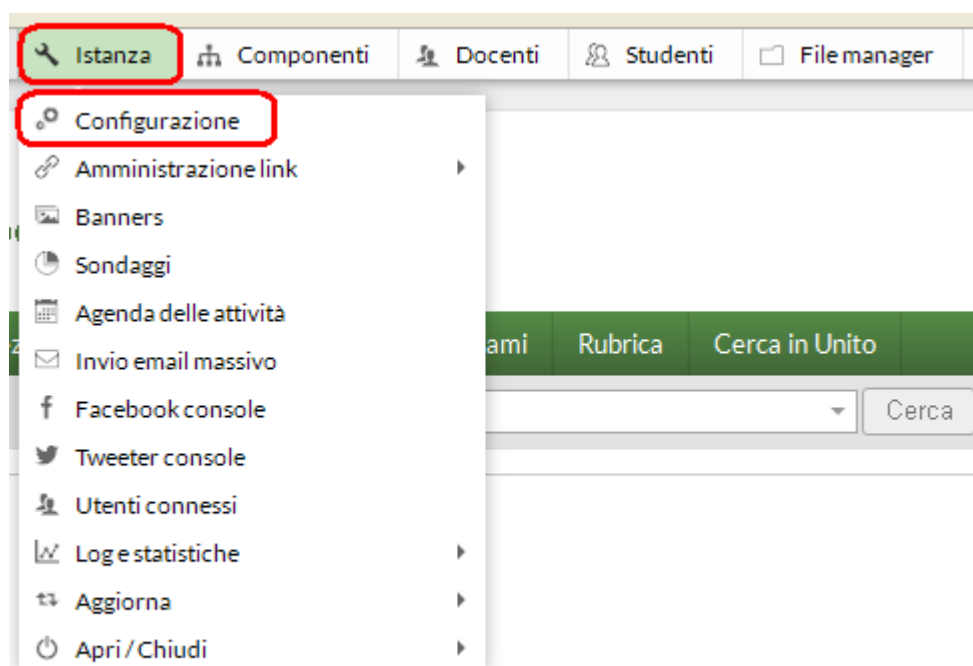 Istanza Componenti Docenti Studenti File manager
Configurazione
Amministrazione link
Banners
Sondaggi
Agenda delle attività
ami Rubrica Cerca in Unito
Invio email massivo
Facebook console Cerca
Tweeter console
Utenti connessi
Log e statistiche
Aggiorna
Apri / Chiudi